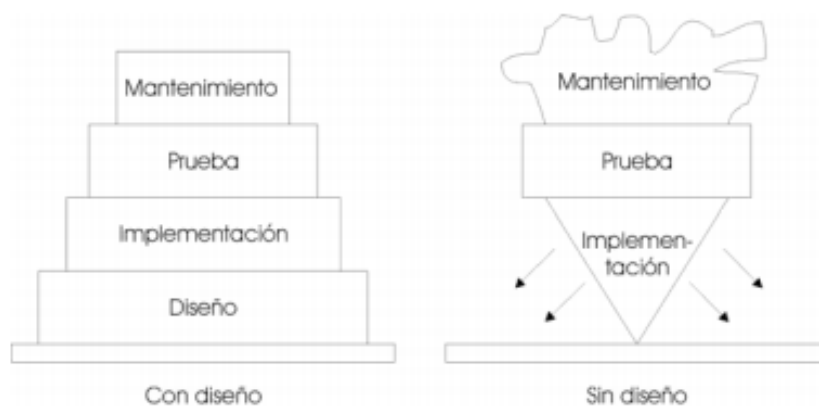 Mantenimiento
Prueba
Implementación
Diseño
Con diseño
Mantenimiento
Prueba
Implemen-
tación
Sin diseño